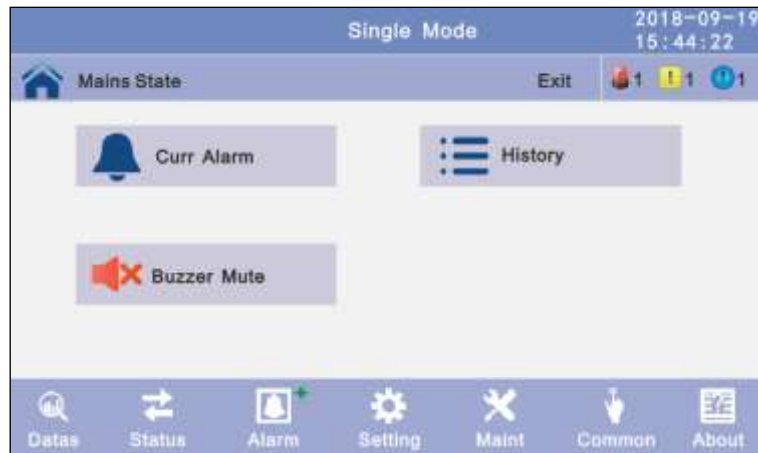 Single Mode
2018-09-19
15:44:22
Mains State Exit 1 ! 1 1
Curr Alarm
History
Buzzer Mute
Datas Status Alarm Setting Maint Common About